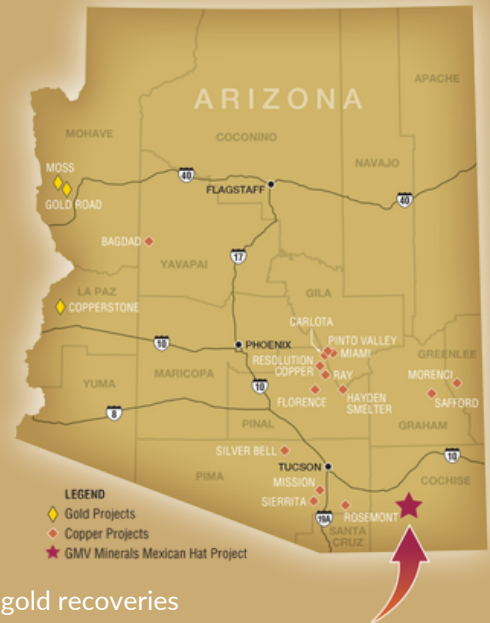 ARIZONA
APACHE
MOHAVE
COCONINO
NAVAJO
MOSS
40
FLAGSTAFF
40
GOLD ROAD
BAGDAD
17
YAVAPAI
LA PAZ
GILA
COPPERSTONE
CARLOTA
PINTO VALLEY
10
PHOENIX
MIAMI
GREENLEE
RESOLUTION
COPPER
RAY
MORENCI
YUMA
MARICOPA
10
FLORENCE
HAYDEN
SMELTER
SAFFORD
8
PINAL
GRAHAM
SILVER BELL
10
TUCSON
PIMA
COCHISE
MISSION
LEGEND
SIERRITA
Gold Projects
19A
ROSEMONT
Copper Projects
SANTA
CRUZ
GMV Minerals Mexican Hat Project
gold recoveries